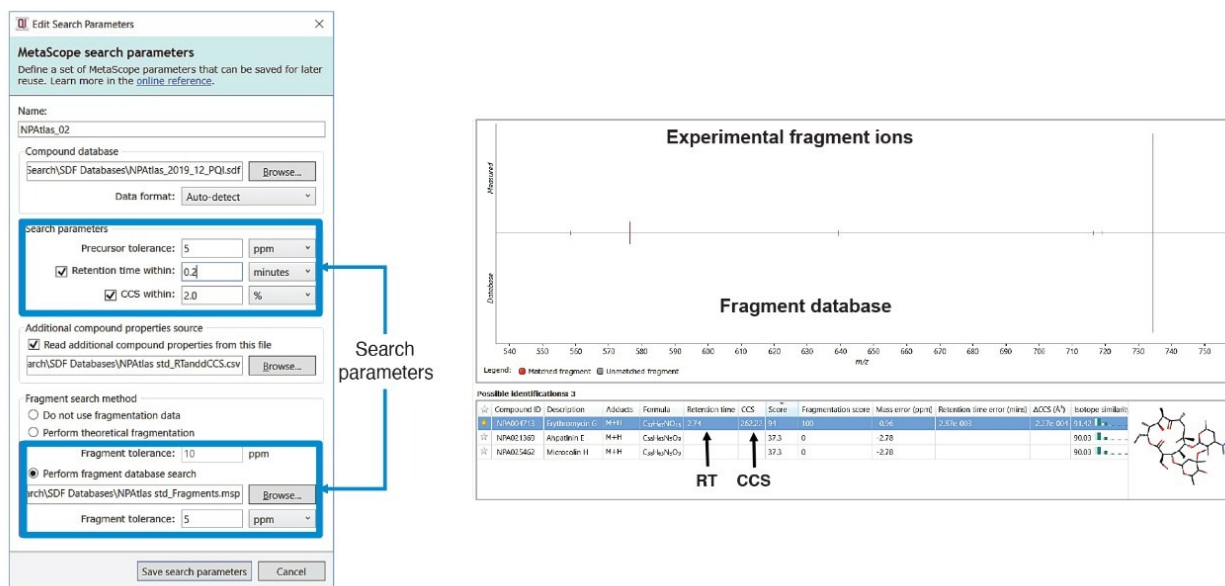 QI Edit Search Parameters
MetaScope search parameters
Define a set of MetaScope parameters that can be saved for later
reuse. Learn more in the online reference.
Name:
NPAtlas_02
Compound database
Search\SDF Databases\NPAtlas_2019_12_PQI.sdf Browse...
Data format: Auto-detect
Search parameters
Precursor tolerance: 5 ppm
Retention time within: 0.2 minutes
CCS within: 2.0 %
Additional compound properties source
Read additional compound properties from this file
arch\SDF Databases\NPAtlas std_RTandCCS.csv Browse...
Fragment search method
Do not use fragmentation data
Perform theoretical fragmentation
Fragment tolerance: 10 ppm
Perform fragment database search
arch\SDF Databases\NPAtlas std_Fragments.msp Browse...
Fragment tolerance: 5 ppm
Save search parameters Cancel
Search
parameters
Experimental fragment ions
Measured
Database
Fragment database
540 550 560 570 580 590 600 610 620 630 640 650 660 670 680 690 700 710 720 730 740 750
m/z
Legend: Matched fragment Unmatched fragment
Possible identifications: 3
Compound ID Description Adducts Formula Retention time CCS Score Fragmentation score Mass error (ppm) Retention time error (mins) ΔCCS (Å²) Isotope similarity
NPA004713 Erythromycin G M+H 2.74 262.22 94 100 -0.96 91.42
M+H 37.3 0 -2.78 90.03
NPA025462 Microcolin H M+H 37.3 0 -2.78 90.03
RT CCS